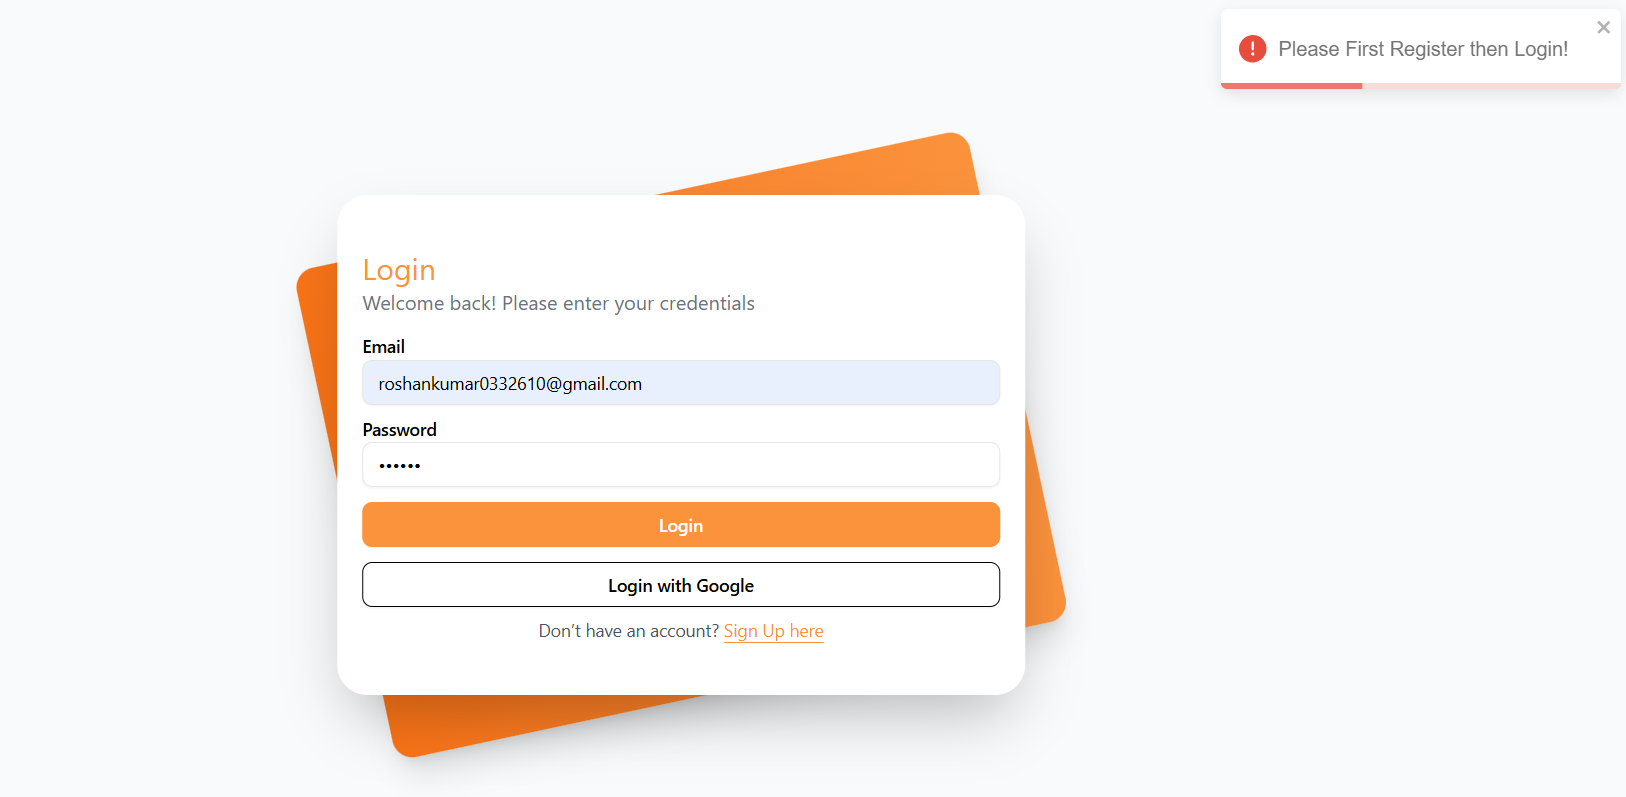 Please First Register then Login!
Login
Welcome back! Please enter your credentials
Email
roshankumar0332610@gmail.com
Password
••••••
Login
Login with Google
Don’t have an account? Sign Up here